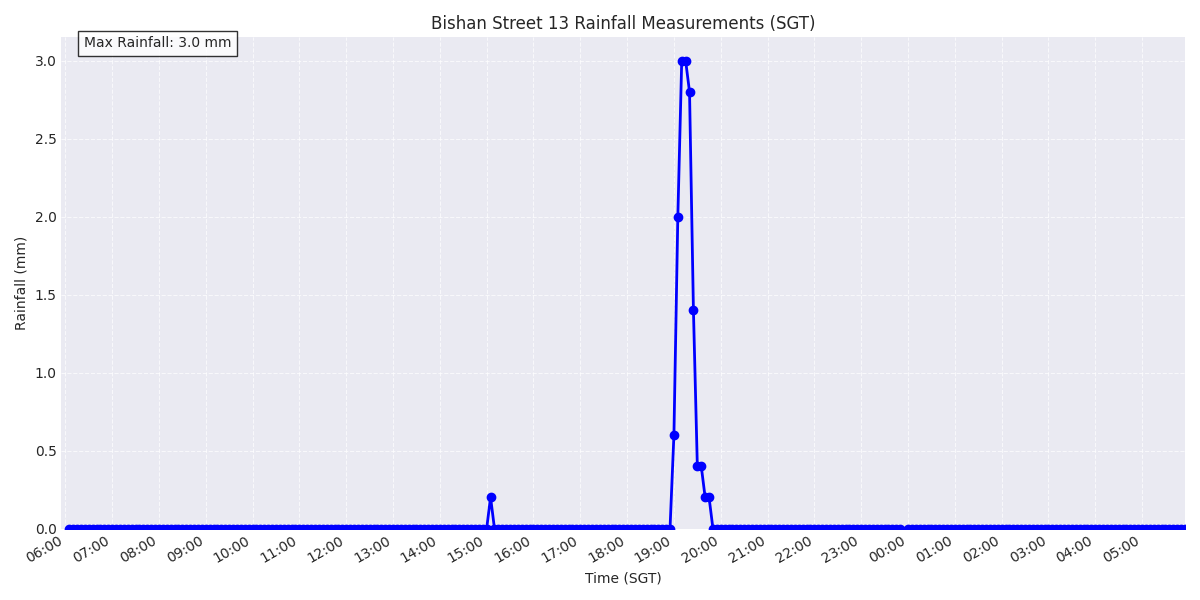 Bishan Street 13 Rainfall Measurements (SGT)
Max Rainfall: 3.0 mm
Rainfall (mm)
3.0
2.5
2.0
1.5
1.0
0.5
0.0
06:00 07:00 08:00 09:00 10:00 11:00 12:00 13:00 14:00 15:00 16:00 17:00 18:00 19:00 20:00 21:00 22:00 23:00 00:00 01:00 02:00 03:00 04:00 05:00
Time (SGT)